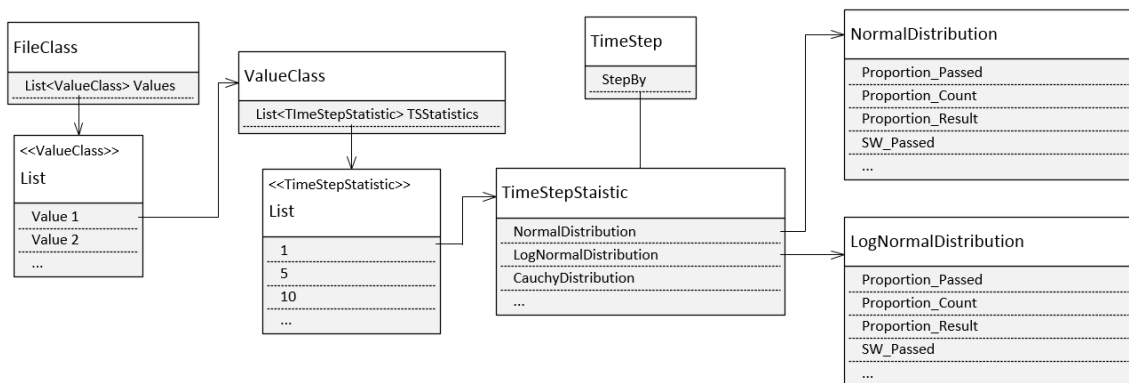 FileClass
List<ValueClass> Values
<<ValueClass>>
List
Value 1
Value 2
...
ValueClass
List<TImeStepStatistic> TSStatistics
<<TimeStepStatistic>>
List
1
5
10
...
TimeStep
StepBy
TimeStepStaistic
NormalDistribution
LogNormalDistribution
CauchyDistribution
...
NormalDistribution
Proportion_Passed
Proportion_Count
Proportion_Result
SW_Passed
...
LogNormalDistribution
Proportion_Passed
Proportion_Count
Proportion_Result
SW_Passed
...